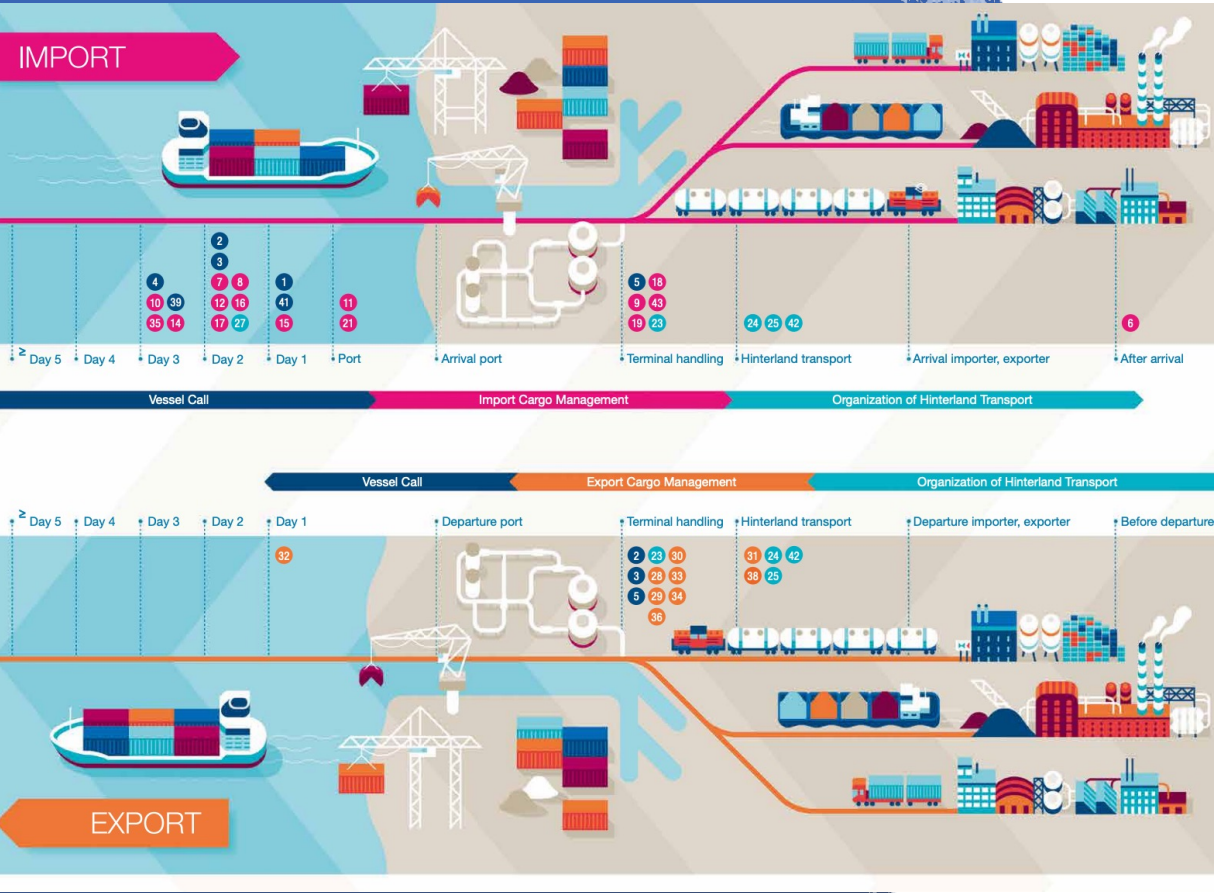 IMPORT
2
3
4 7 8 1 5 18
10 39 12 16 41 11 9 43
35 14 17 27 15 21 19 23 24 25 42 6
≥ Day 5 Day 4 Day 3 Day 2 Day 1 Port Arrival port Terminal handling Hinterland transport Arrival importer, exporter After arrival
Vessel Call Import Cargo Management Organization of Hinterland Transport
Vessel Call Export Cargo Management Organization of Hinterland Transport
≥ Day 5 Day 4 Day 3 Day 2 Day 1 Departure port Terminal handling Hinterland transport Departure importer, exporter Before departure
32 2 23 30 31 24 42
3 28 33 38 25
5 29 34
36
EXPORT